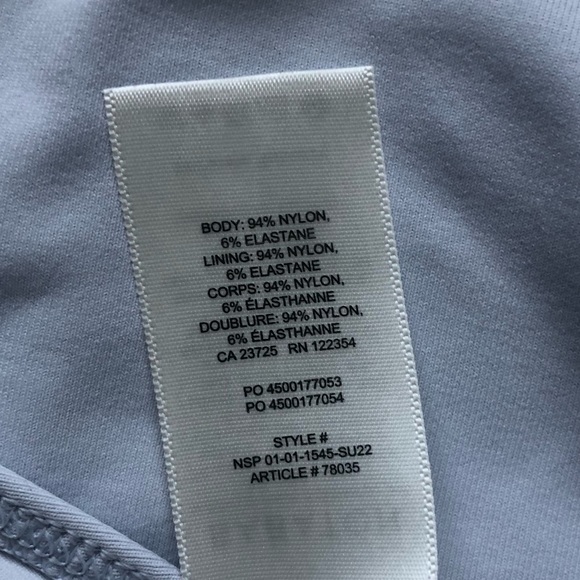 BODY: 94% NYLON,
6% ELASTANE
LINING: 94% NYLON,
6% ELASTANE
CORPS: 94% NYLON,
6% ÉLASTHANNE
DOUBLURE: 94% NYLON,
6% ÉLASTHANNE
CA 23725 RN 122354
PO 4500177053
PO 4500177054
STYLE #
NSP 01-01-1545-SU22
ARTICLE # 78035